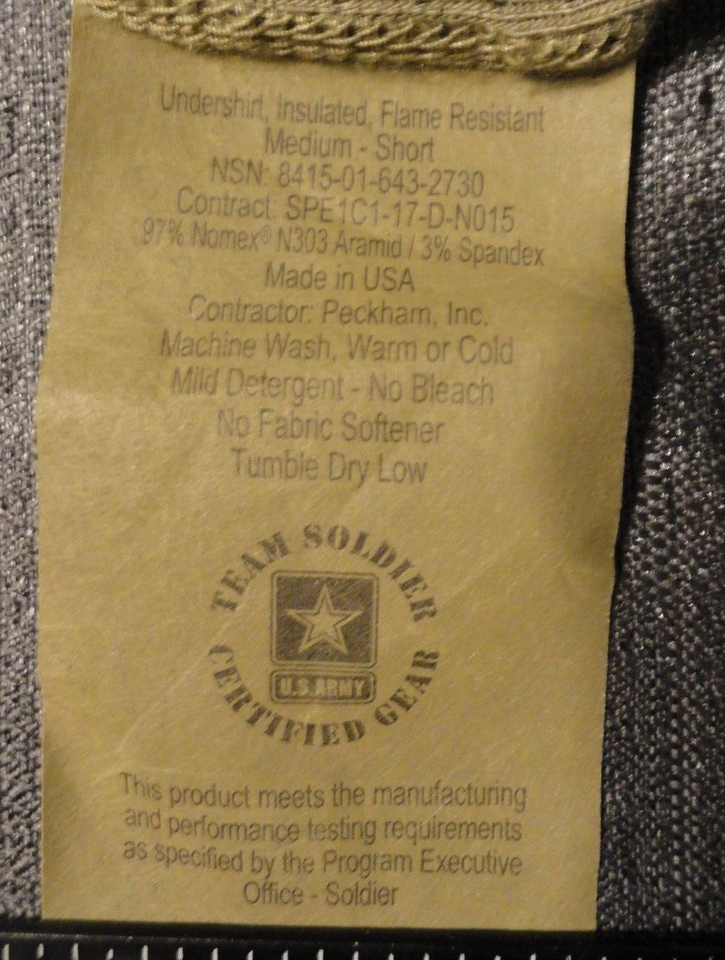 Undershirt, Insulated, Flame Resistant
Medium - Short
NSN: 8415-01-643-2730
Contract: SPE1C1-17-D-N015
97% Nomex® N303 Aramid / 3% Spandex
Made in USA
Contractor: Peckham, Inc.
Machine Wash, Warm or Cold
Mild Detergent - No Bleach
No Fabric Softener
Tumble Dry Low
TEAM SOLDIER
U.S.ARMY
CERTIFIED GEAR
This product meets the manufacturing
and performance testing requirements
as specified by the Program Executive
Office - Soldier